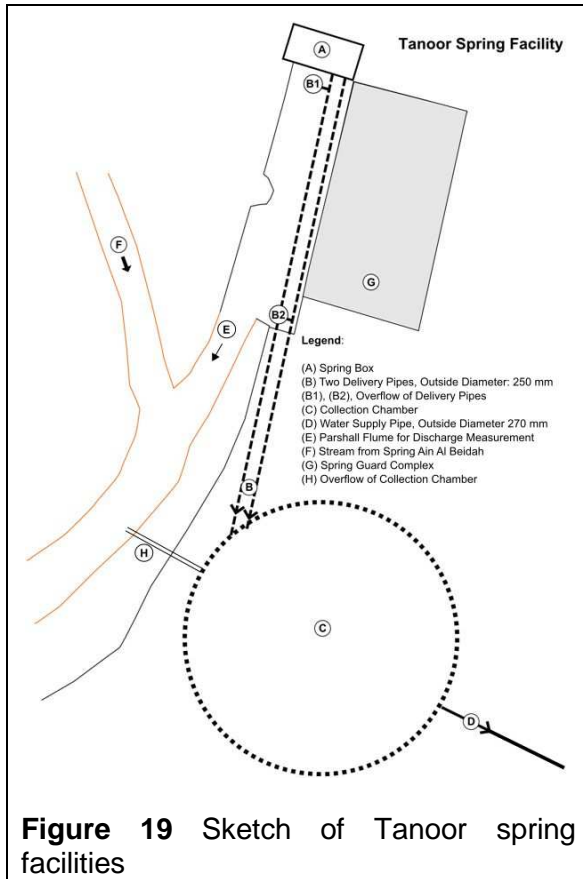 Tanoor Spring Facility
A
B1
F
G
E
B2
Legend:
(A) Spring Box
(B) Two Delivery Pipes, Outside Diameter: 250 mm
(B1), (B2), Overflow of Delivery Pipes
(C) Collection Chamber
(D) Water Supply Pipe, Outside Diameter 270 mm
(E) Parshall Flume for Discharge Measurement
(F) Stream from Spring Ain Al Beidah
(G) Spring Guard Complex
(H) Overflow of Collection Chamber
B
H
C
D
Figure 19 Sketch of Tanoor spring
facilities